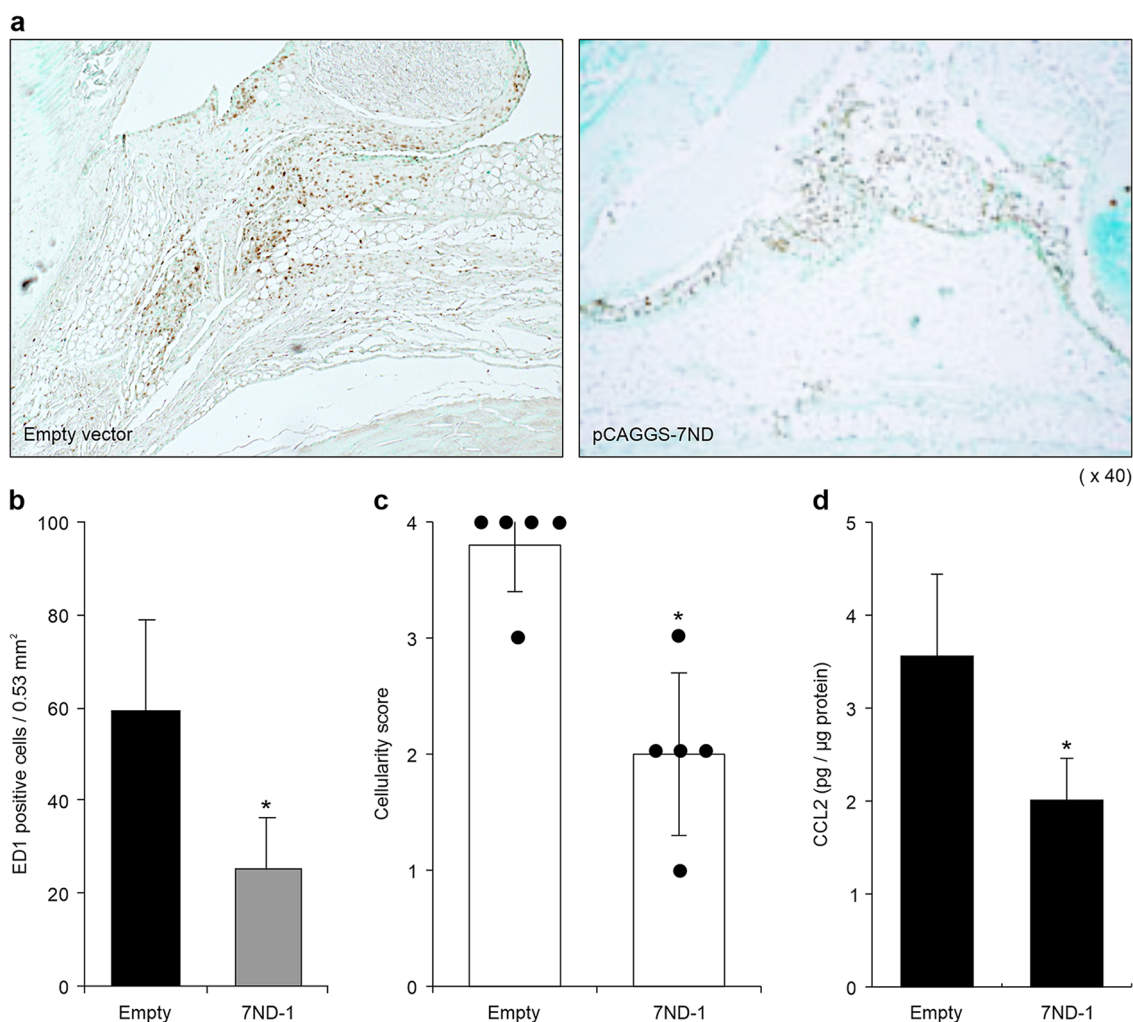 a
Empty vector
pCAGGS-7ND
( x 40)
b
ED1 positive cells / 0.53 mm²
100
80
60
40
20
0
Empty
7ND-1
*
c
Cellularity score
4
3
2
1
0
Empty
7ND-1
*
d
CCL2 (pg / µg protein)
5
4
3
2
1
0
Empty
7ND-1
*